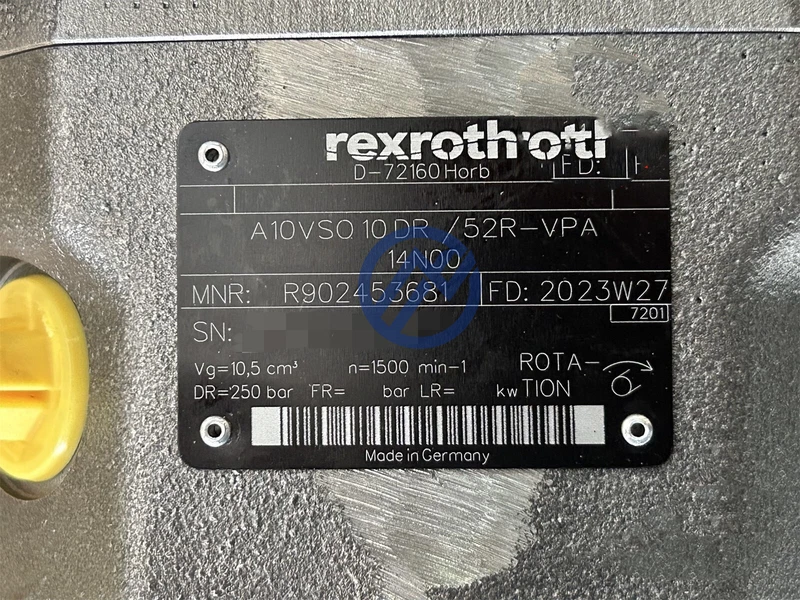 rexroth
D-72160 Horb FD:
A10VSO 10 DR /52R-VPA
14N00
MNR: R902453681 FD: 2023W27
7201
SN:
Vg=10,5 cm³ n=1500 min-1 ROTA-
DR=250 bar FR= bar LR= kW TION
Made in Germany